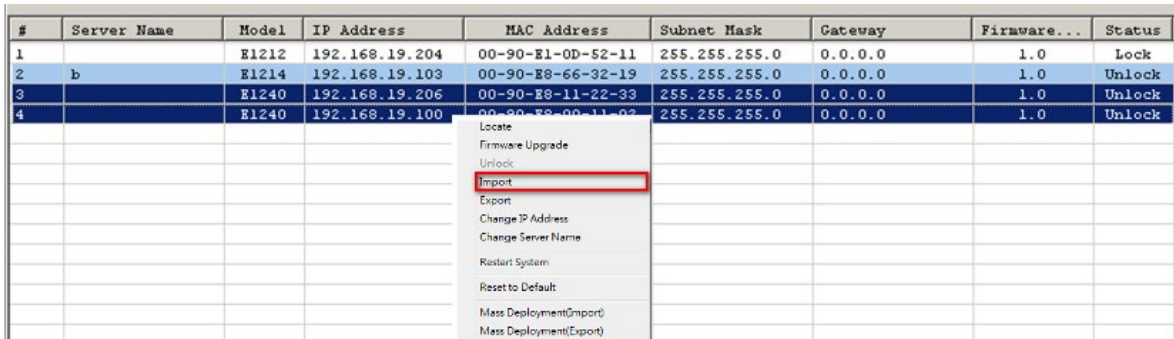 # Server Name Model IP Address MAC Address Subnet Mask Gateway Firmware... Status
1 E1212 192.168.19.204 00-90-E1-0D-52-11 255.255.255.0 0.0.0.0 1.0 Lock
2 b E1214 192.168.19.103 00-90-E8-66-32-19 255.255.255.0 0.0.0.0 1.0 Unlock
3 E1240 192.168.19.206 00-90-E8-11-22-33 255.255.255.0 0.0.0.0 1.0 Unlock
4 E1240 192.168.19.100 255.255.255.0 0.0.0.0 1.0 Unlock
Locate
Firmware Upgrade
Unlock
Import
Export
Change IP Address
Change Server Name
Restart System
Reset to Default
Mass Deployment(Import)
Mass Deployment(Export)